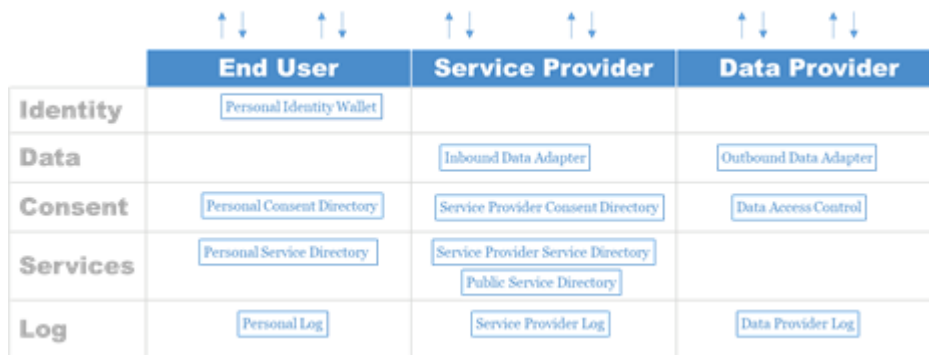 End User Service Provider Data Provider
Identity Personal Identity Wallet
Data Inbound Data Adapter Outbound Data Adapter
Consent Personal Consent Directory Service Provider Consent Directory Data Access Control
Services Personal Service Directory Service Provider Service Directory
Public Service Directory
Log Personal Log Service Provider Log Data Provider Log